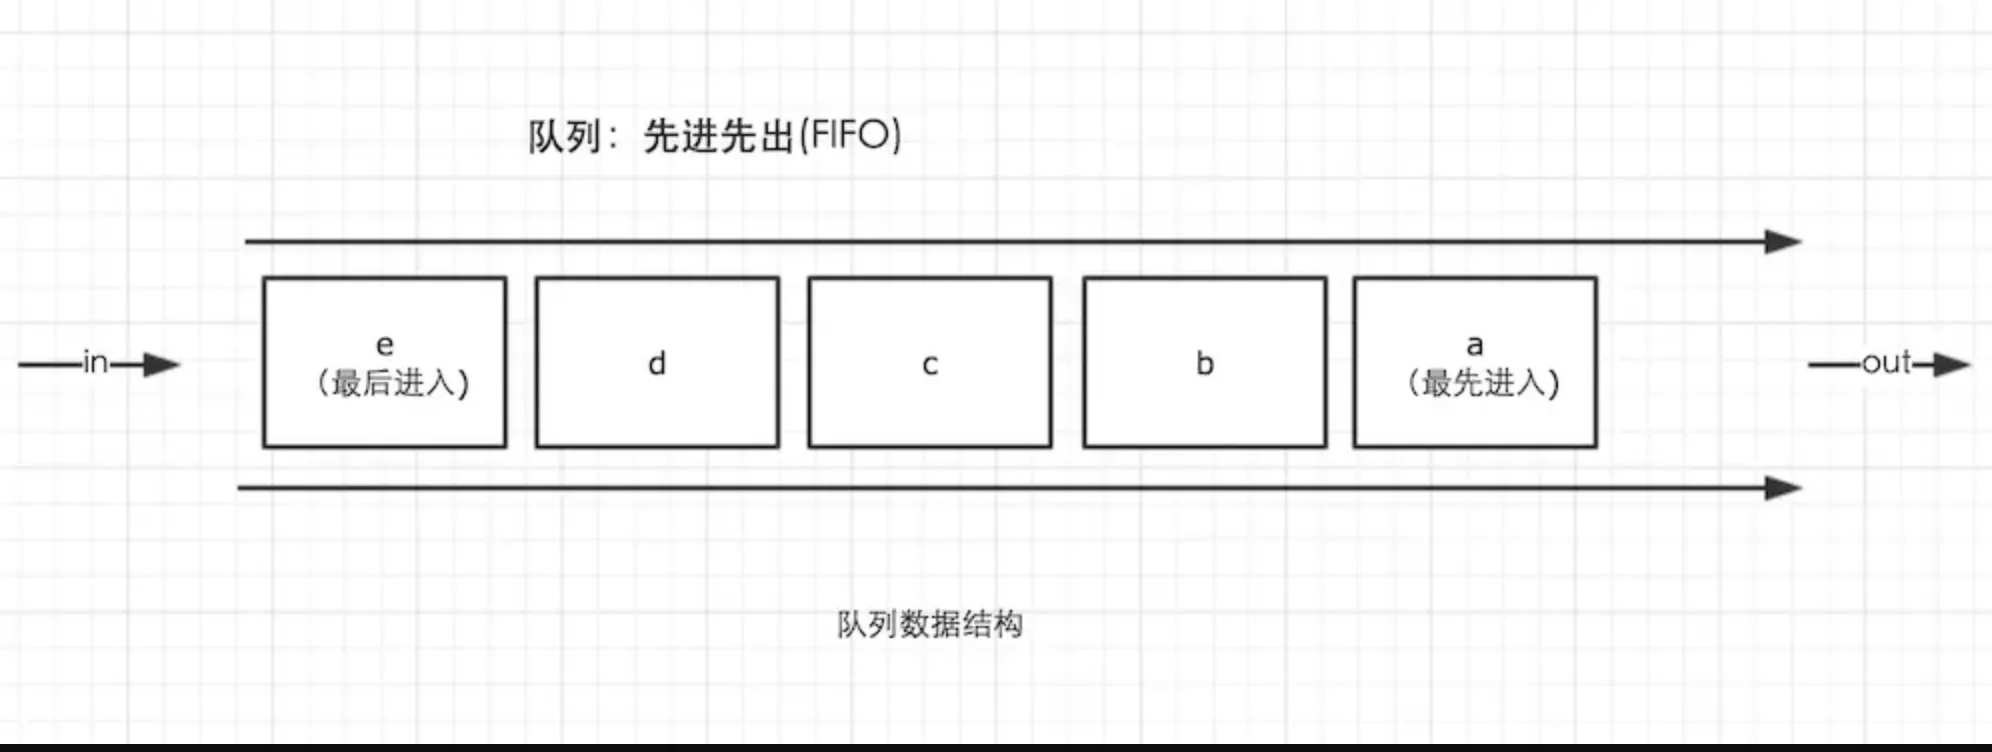 队列：先进先出(FIFO)
in
e
（最后进入)
d
c
b
a
（最先进入)
out
队列数据结构